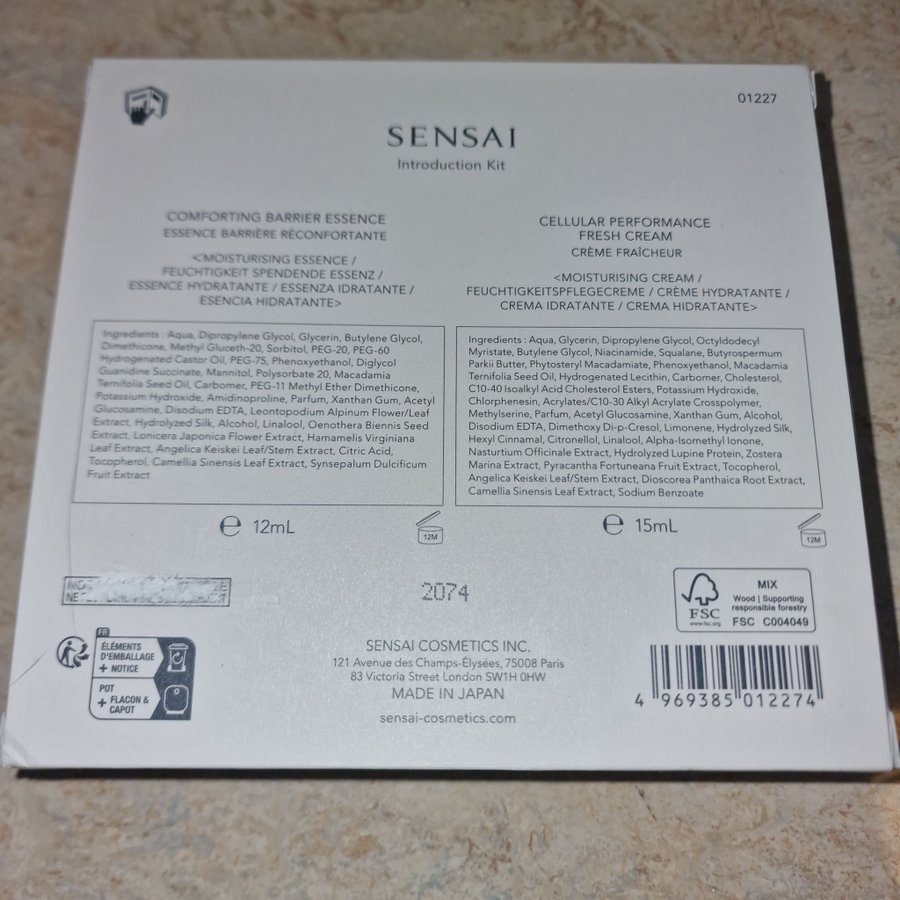 01227
SENSAI
Introduction Kit
COMFORTING BARRIER ESSENCE
ESSENCE BARRIÈRE RÉCONFORTANTE
<MOISTURISING ESSENCE /
FEUCHTIGKEIT SPENDENDE ESSENZ /
ESSENCE HYDRATANTE / ESSENZA IDRATANTE /
ESENCIA HIDRATANTE>
Ingredients : Aqua, Dipropylene Glycol, Glycerin, Butylene Glycol,
Dimethicone, Methyl Gluceth-20, Sorbitol, PEG-20, PEG-60
Hydrogenated Castor Oil, PEG-75, Phenoxyethanol, Diglycol
Guanidine Succinate, Mannitol, Polysorbate 20, Macadamia
Ternifolia Seed Oil, Carbomer, PEG-11 Methyl Ether Dimethicone,
Potassium Hydroxide, Amidinoproline, Parfum, Xanthan Gum, Acetyl
Glucosamine, Disodium EDTA, Leontopodium Alpinum Flower/Leaf
Extract, Hydrolyzed Silk, Alcohol, Linalool, Oenothera Biennis Seed
Extract, Lonicera Japonica Flower Extract, Hamamelis Virginiana
Leaf Extract, Angelica Keiskei Leaf/Stem Extract, Citric Acid,
Tocopherol, Camellia Sinensis Leaf Extract, Synsepalum Dulcificum
Fruit Extract
℮ 12mL
12M
CELLULAR PERFORMANCE
FRESH CREAM
CRÈME FRAÎCHEUR
<MOISTURISING CREAM /
FEUCHTIGKEITSPFLEGECREME / CRÈME HYDRATANTE /
CREMA IDRATANTE / CREMA HIDRATANTE>
Ingredients : Aqua, Glycerin, Dipropylene Glycol, Octyldodecyl
Myristate, Butylene Glycol, Niacinamide, Squalane, Butyrospermum
Parkii Butter, Phytosteryl Macadamiate, Phenoxyethanol, Macadamia
Ternifolia Seed Oil, Hydrogenated Lecithin, Carbomer, Cholesterol,
C10-40 Isoalkyl Acid Cholesterol Esters, Potassium Hydroxide,
Chlorphenesin, Acrylates/C10-30 Alkyl Acrylate Crosspolymer,
Methylserine, Parfum, Acetyl Glucosamine, Xanthan Gum, Alcohol,
Disodium EDTA, Dimethoxy Di-p-Cresol, Limonene, Hydrolyzed Silk,
Hexyl Cinnamal, Citronellol, Linalool, Alpha-Isomethyl Ionone,
Nasturtium Officinale Extract, Hydrolyzed Lupine Protein, Zostera
Marina Extract, Pyracantha Fortuneana Fruit Extract, Tocopherol,
Angelica Keiskei Leaf/Stem Extract, Dioscorea Panthaica Root Extract,
Camellia Sinensis Leaf Extract, Sodium Benzoate
℮ 15mL
12M
2074
FR
ÉLÉMENTS
D'EMBALLAGE
+ NOTICE
POT
+ FLACON &
CAPOT
SENSAI COSMETICS INC.
121 Avenue des Champs-Élysées, 75008 Paris
83 Victoria Street London SW1H 0HW
MADE IN JAPAN
sensai-cosmetics.com
FSC
www.fsc.org
MIX
Wood | Supporting
responsible forestry
FSC C004049
4 969385 012274